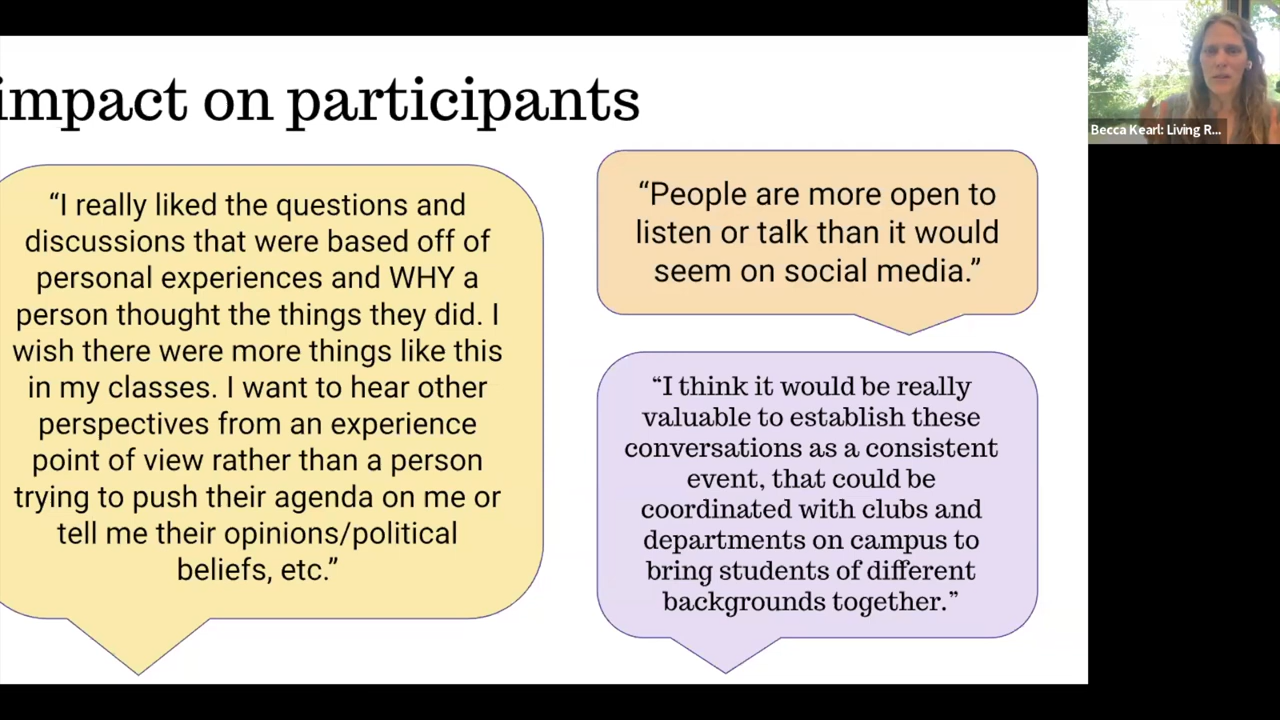 impact on participants
“I really liked the questions and
discussions that were based off of
personal experiences and WHY a
person thought the things they did. I
wish there were more things like this
in my classes. I want to hear other
perspectives from an experience
point of view rather than a person
trying to push their agenda on me or
tell me their opinions/political
beliefs, etc.”
“People are more open to
listen or talk than it would
seem on social media.”
“I think it would be really
valuable to establish these
conversations as a consistent
event, that could be
coordinated with clubs and
departments on campus to
bring students of different
backgrounds together.”
Becca Kearl: Living R...